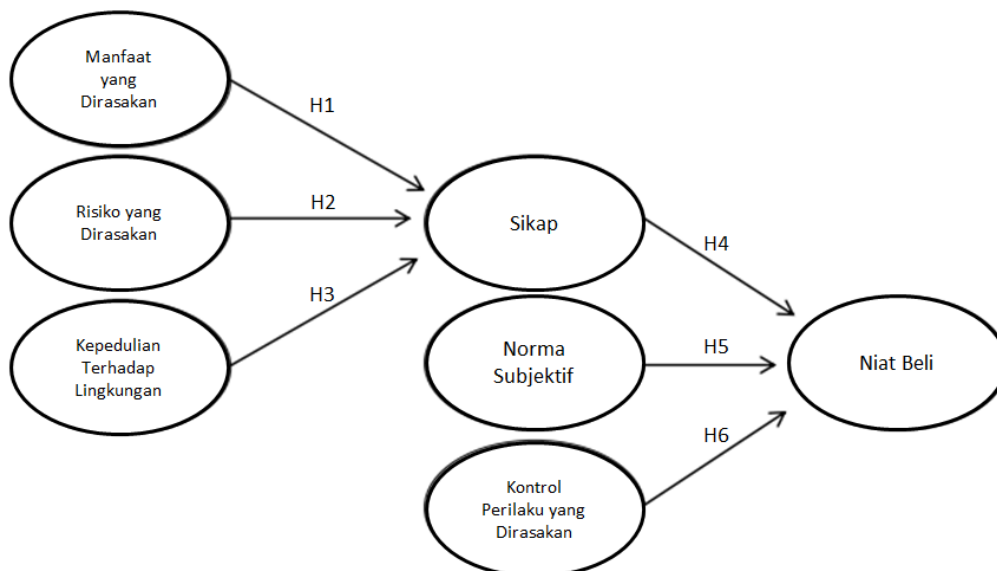 Manfaat
yang
Dirasakan
H1
Risiko yang
Dirasakan
H2
Sikap
H4
H3
Kepedulian
Terhadap
Lingkungan
Norma
Subjektif
H5
Niat Beli
H6
Kontrol
Perilaku yang
Dirasakan